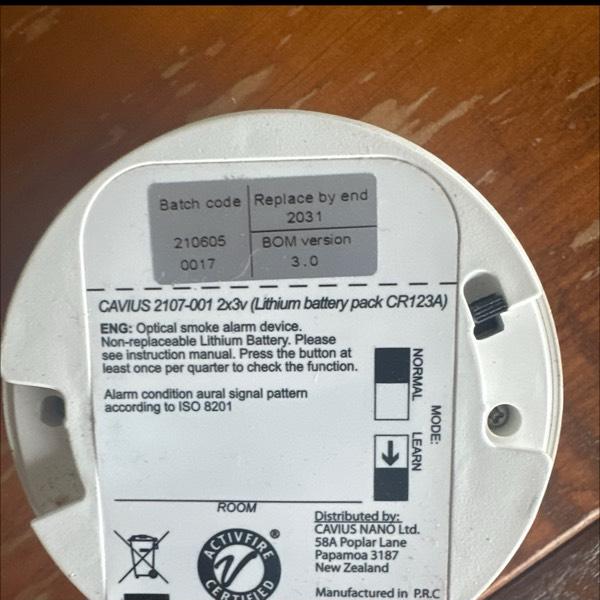 Batch code
Replace by end
2031
210605
0017
BOM version
3.0
CAVIUS 2107-001 2x3v (Lithium battery pack CR123A)
ENG: Optical smoke alarm device.
Non-replaceable Lithium Battery. Please
see instruction manual. Press the button at
least once per quarter to check the function.
Alarm condition aural signal pattern
according to ISO 8201
NORMAL
MODE:
LEARN
ROOM
ACTIVFIRE
®
CERTIFIED
Distributed by:
CAVIUS NANO Ltd.
58A Poplar Lane
Papamoa 3187
New Zealand
Manufactured in P.R.C